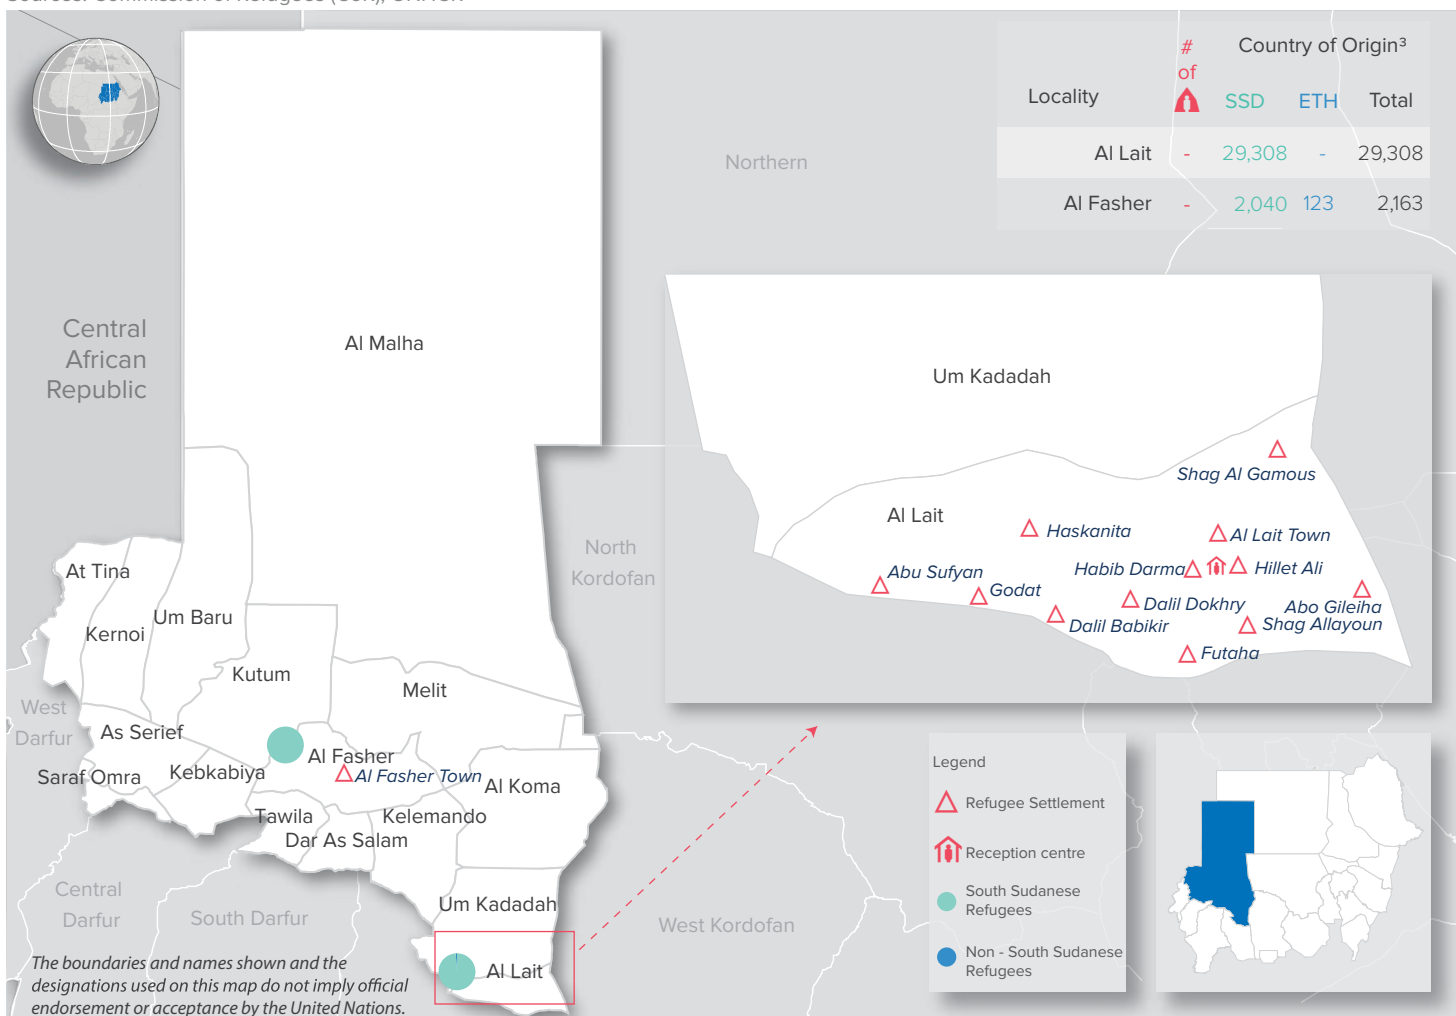 Sources: Commission of Refugees (COR), UNHCR
# of
Country of Origin³
Locality
SSD
ETH
Total
Al Lait - 29,308 - 29,308
Al Fasher - 2,040 123 2,163
Northern
Central
African
Republic
Al Malha
North
Kordofan
At Tina
Kernoi
Um Baru
Kutum
Melit
West
Darfur
As Serief
Saraf Omra
Kebkabiya
Al Fasher
Al Fasher Town
Al Koma
Tawila
Kelemando
Dar As Salam
Um Kadadah
Al Lait
Central
Darfur
South Darfur
West Kordofan
Um Kadadah
Shag Al Gamous
Al Lait
Haskanita
Al Lait Town
Abu Sufyan
Habib Darma
Hillet Ali
Godat
Dalil Dokhry
Abo Gileiha
Dalil Babikir
Shag Allayoun
Futaha
Legend
Refugee Settlement
Reception centre
South Sudanese
Refugees
Non - South Sudanese
Refugees
The boundaries and names shown and the
designations used on this map do not imply official
endorsement or acceptance by the United Nations.